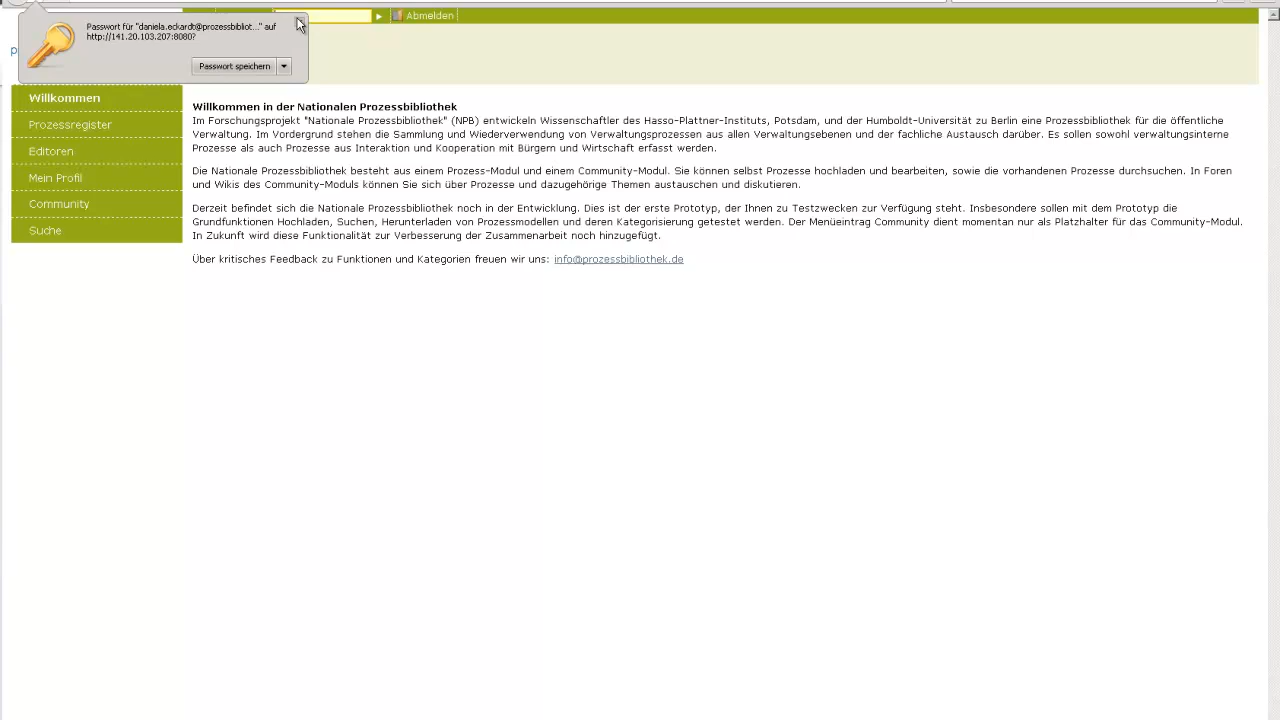 Abmelden
Passwort für "daniela.eckardt@prozessbibliot..." auf
http://141.20.103.207:8080?
Passwort speichern
Willkommen
Prozessregister
Editoren
Mein Profil
Community
Suche
Willkommen in der Nationalen Prozessbibliothek
Im Forschungsprojekt "Nationale Prozessbibliothek" (NPB) entwickeln Wissenschaftler des Hasso-Plattner-Instituts, Potsdam, und der Humboldt-Universität zu Berlin eine Prozessbibliothek für die öffentliche
Verwaltung. Im Vordergrund stehen die Sammlung und Wiederverwendung von Verwaltungsprozessen aus allen Verwaltungsebenen und der fachliche Austausch darüber. Es sollen sowohl verwaltungsinterne
Prozesse als auch Prozesse aus Interaktion und Kooperation mit Bürgern und Wirtschaft erfasst werden.
Die Nationale Prozessbibliothek besteht aus einem Prozess-Modul und einem Community-Modul. Sie können selbst Prozesse hochladen und bearbeiten, sowie die vorhandenen Prozesse durchsuchen. In Foren
und Wikis des Community-Moduls können Sie sich über Prozesse und dazugehörige Themen austauschen und diskutieren.
Derzeit befindet sich die Nationale Prozessbibliothek noch in der Entwicklung. Dies ist der erste Prototyp, der Ihnen zu Testzwecken zur Verfügung steht. Insbesondere sollen mit dem Prototyp die
Grundfunktionen Hochladen, Suchen, Herunterladen von Prozessmodellen und deren Kategorisierung getestet werden. Der Menüeintrag Community dient momentan nur als Platzhalter für das Community-Modul.
In Zukunft wird diese Funktionalität zur Verbesserung der Zusammenarbeit noch hinzugefügt.
Über kritisches Feedback zu Funktionen und Kategorien freuen wir uns: info@prozessbibliothek.de